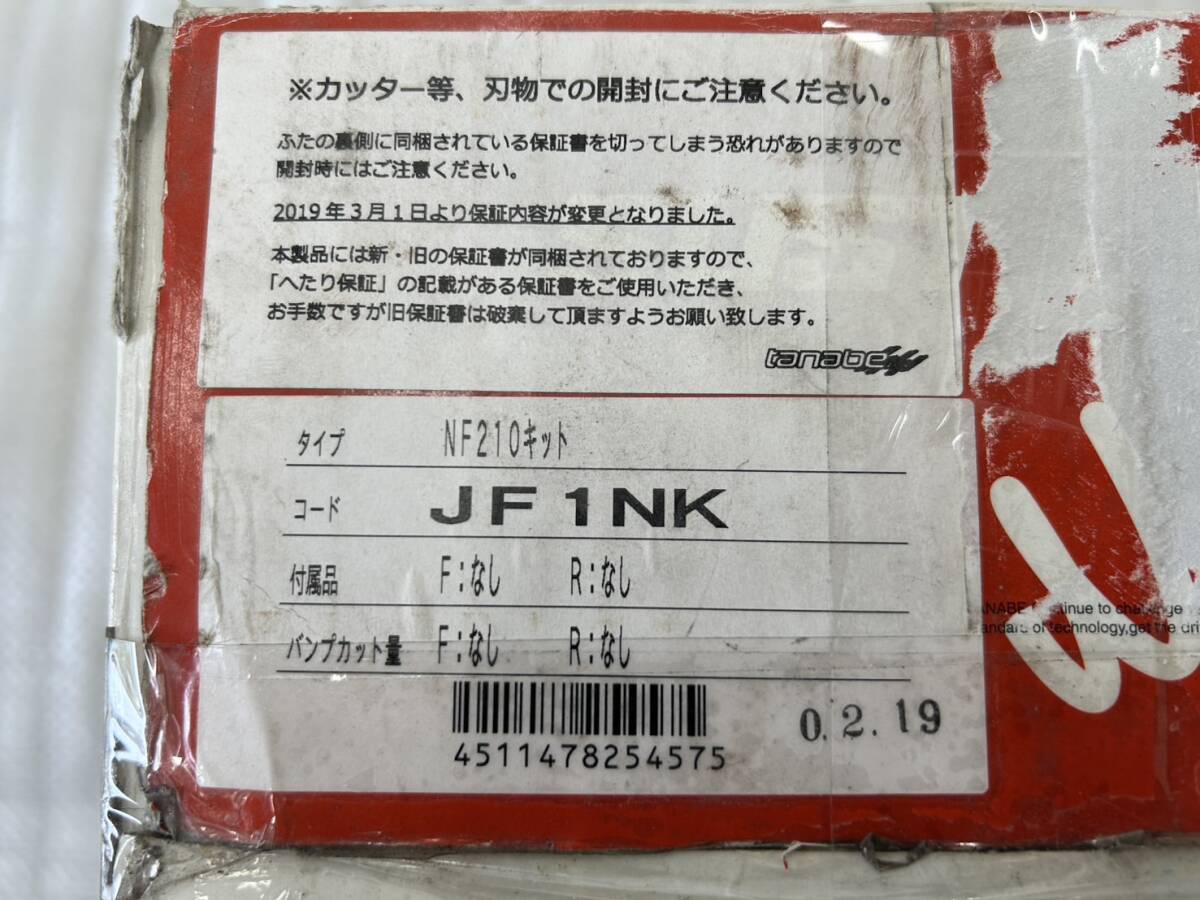 ※カッター等、刃物での開封にご注意ください。
ふたの裏側に同梱されている保証書を切ってしまう恐れがありますので
開封時にはご注意ください。
2019年3月1日より保証内容が変更となりました。
本製品には新・旧の保証書が同梱されておりますので、
「へたり保証」の記載がある保証書をご使用いただき、
お手数ですが旧保証書は破棄して頂ますようお願い致します。
tanabe
タイプ NF210キット
コード JF1NK
付属品 F:なし R:なし
バンプカット量 F:なし R:なし
4511478254575
0.2.19
inue to
technology,get the